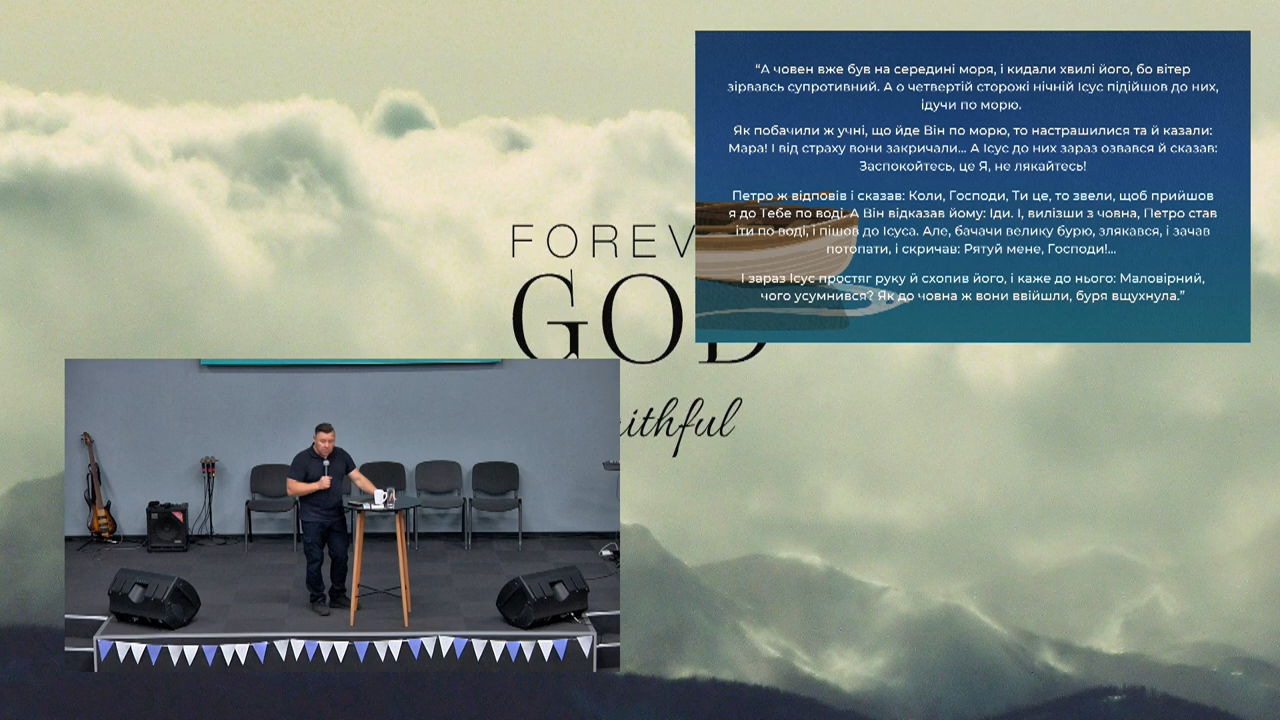 “А човен вже був на середині моря, і кидали хвилі його, бо вітер
зірвавсь супротивний. А о четвертій сторожі нічній Ісус підійшов до них,
ідучи по морю.
Як побачили ж учні, що йде Він по морю, то настрашилися та й казали:
Мара! І від страху вони закричали... А Ісус до них зараз озвався й сказав:
Заспокойтесь, це Я, не лякайтесь!
Петро ж відповів і сказав: Коли, Господи, Ти це, то звели, щоб прийшов
я до Тебе по воді. А Він відказав йому: Іди. І, вилізши з човна, Петро став
іти по воді, і пішов до Ісуса. Але, бачачи велику бурю, злякався, і зачав
потопати, і скричав: Рятуй мене, Господи!...
І зараз Ісус простяг руку й схопив його, і каже до нього: Маловірний,
чого усумнився? Як до човна ж вони ввійшли, буря вщухнула.”
FOREV
GOD
ithful